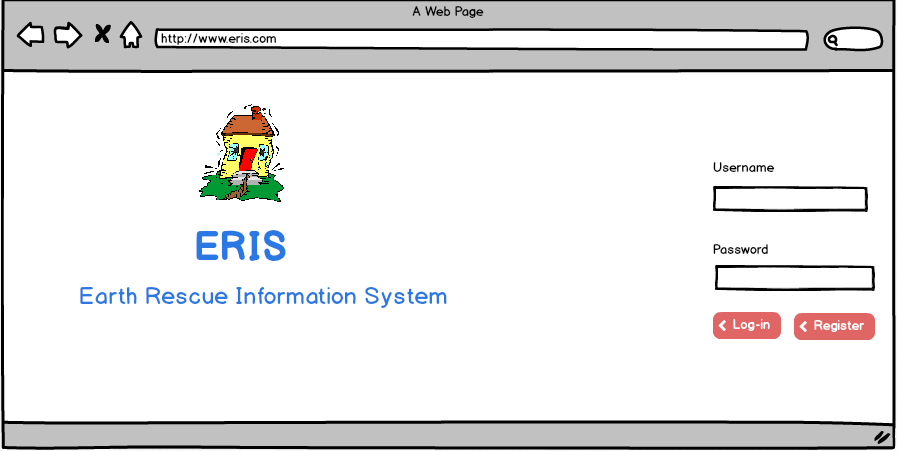 A Web Page
http://www.eris.com
ERIS
Earth Rescue Information System
Username
Password
Log-in
Register